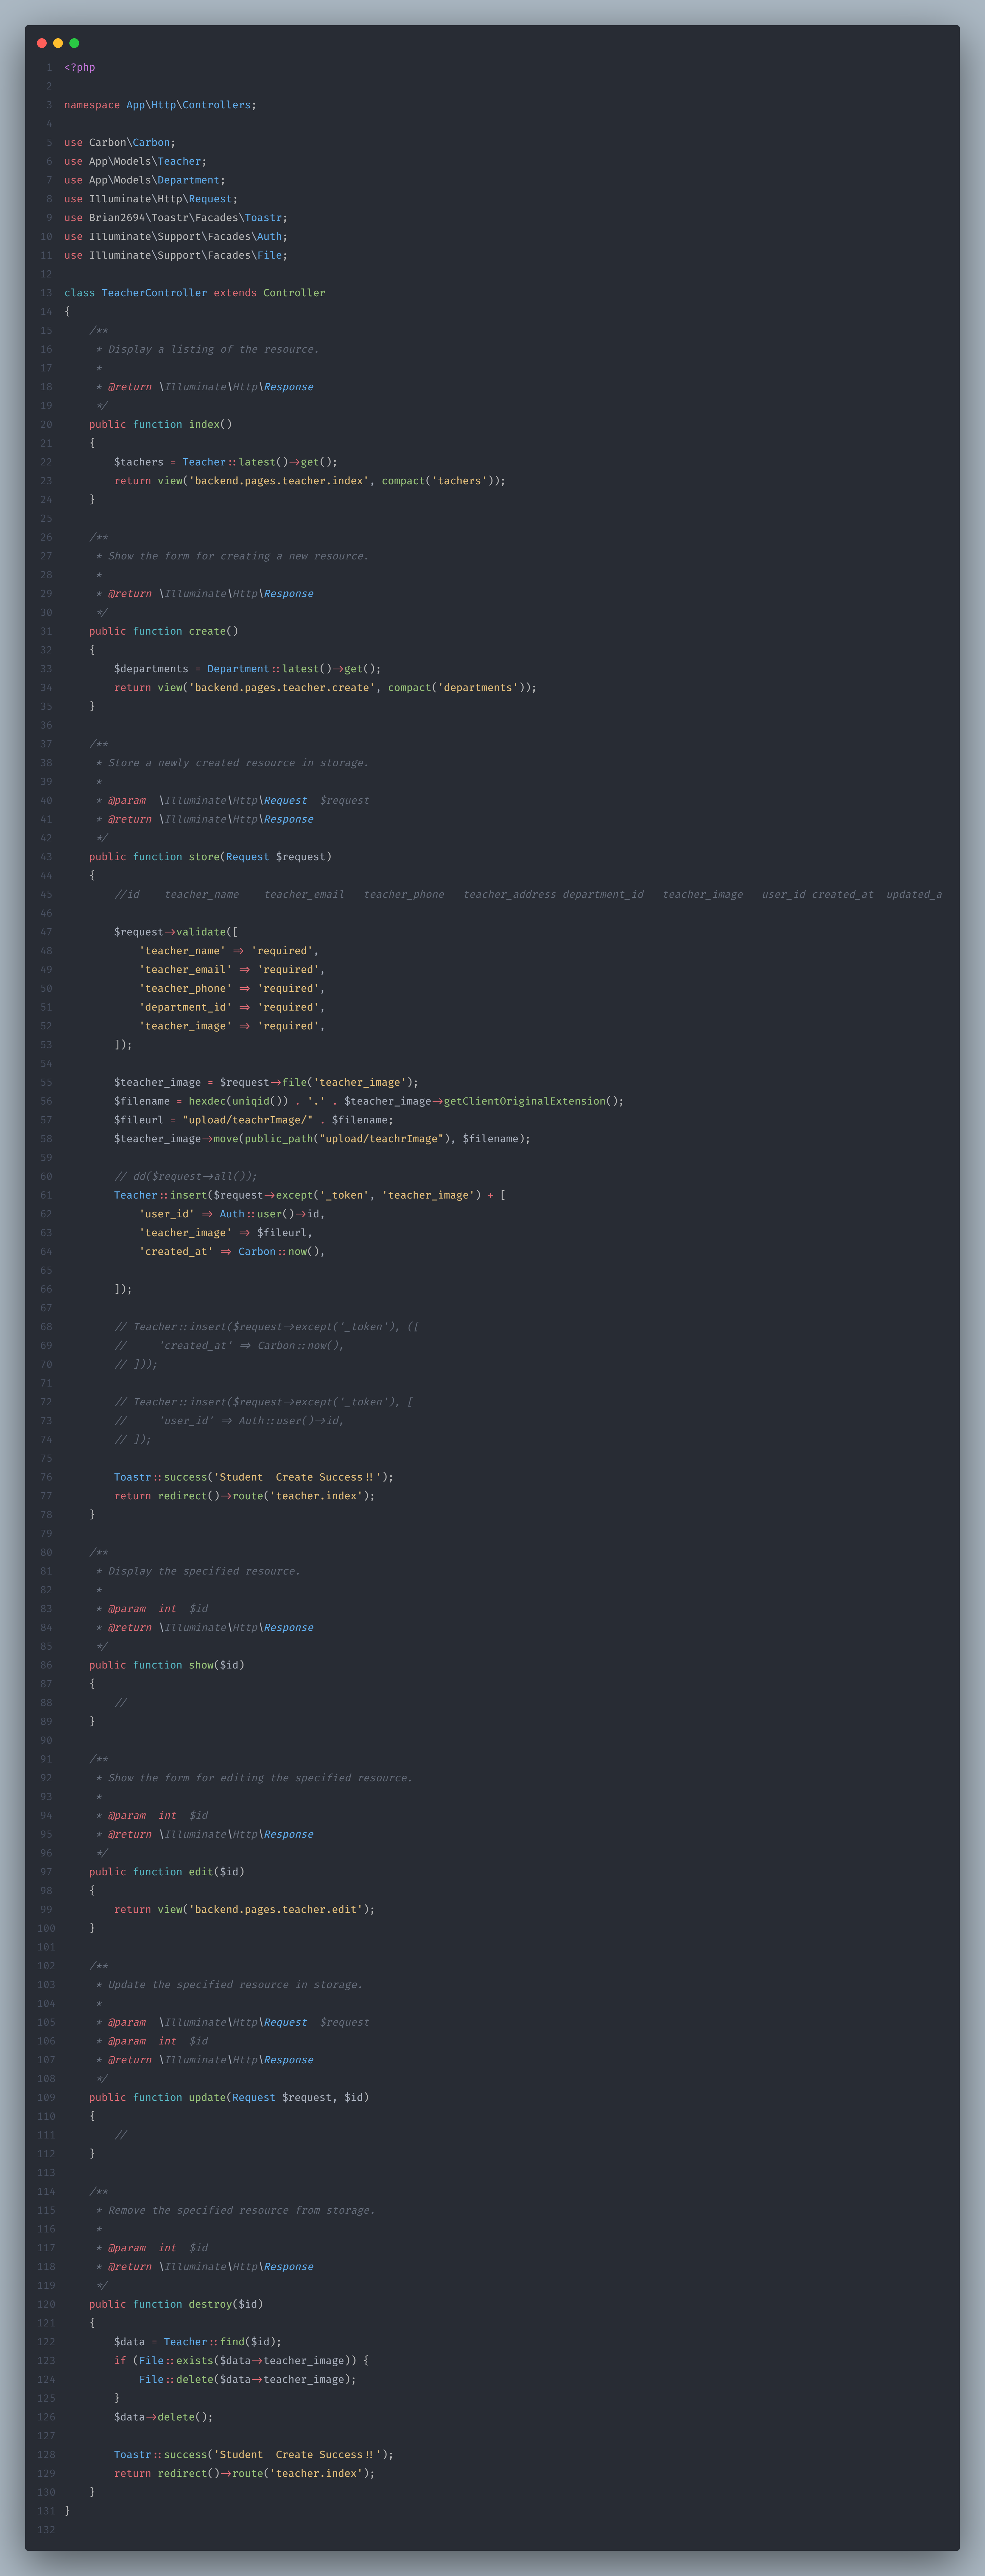 1 <?php
2
3 namespace App\Http\Controllers;
4
5 use Carbon\Carbon;
6 use App\Models\Teacher;
7 use App\Models\Department;
8 use Illuminate\Http\Request;
9 use Brian2694\Toastr\Facades\Toastr;
10 use Illuminate\Support\Facades\Auth;
11 use Illuminate\Support\Facades\File;
12
13 class TeacherController extends Controller
14 {
15     /**
16      * Display a listing of the resource.
17      *
18      * @return \Illuminate\Http\Response
19      */
20     public function index()
21     {
22         $tachers = Teacher::latest()->get();
23         return view('backend.pages.teacher.index', compact('tachers'));
24     }
25
26     /**
27      * Show the form for creating a new resource.
28      *
29      * @return \Illuminate\Http\Response
30      */
31     public function create()
32     {
33         $departments = Department::latest()->get();
34         return view('backend.pages.teacher.create', compact('departments'));
35     }
36
37     /**
38      * Store a newly created resource in storage.
39      *
40      * @param  \Illuminate\Http\Request  $request
41      * @return \Illuminate\Http\Response
42      */
43     public function store(Request $request)
44     {
45         //id    teacher_name    teacher_email   teacher_phone   teacher_address department_id   teacher_image   user_id created_at  updated_a
46
47         $request->validate([
48             'teacher_name' => 'required',
49             'teacher_email' => 'required',
50             'teacher_phone' => 'required',
51             'department_id' => 'required',
52             'teacher_image' => 'required',
53         ]);
54
55         $teacher_image = $request->file('teacher_image');
56         $filename = hexdec(uniqid()) . '.' . $teacher_image->getClientOriginalExtension();
57         $fileurl = "upload/teachrImage/" . $filename;
58         $teacher_image->move(public_path("upload/teachrImage"), $filename);
59
60         // dd($request->all());
61         Teacher::insert($request->except('_token', 'teacher_image') + [
62             'user_id' => Auth::user()->id,
63             'teacher_image' => $fileurl,
64             'created_at' => Carbon::now(),
65
66         ]);
67
68         // Teacher::insert($request->except('_token'), ([
69         //     'created_at' => Carbon::now(),
70         // ]));
71
72         // Teacher::insert($request->except('_token'), [
73         //     'user_id' => Auth::user()->id,
74         // ]);
75
76         Toastr::success('Student  Create Success!!');
77         return redirect()->route('teacher.index');
78     }
79
80     /**
81      * Display the specified resource.
82      *
83      * @param  int  $id
84      * @return \Illuminate\Http\Response
85      */
86     public function show($id)
87     {
88         //
89     }
90
91     /**
92      * Show the form for editing the specified resource.
93      *
94      * @param  int  $id
95      * @return \Illuminate\Http\Response
96      */
97     public function edit($id)
98     {
99         return view('backend.pages.teacher.edit');
100     }
101
102     /**
103      * Update the specified resource in storage.
104      *
105      * @param  \Illuminate\Http\Request  $request
106      * @param  int  $id
107      * @return \Illuminate\Http\Response
108      */
109     public function update(Request $request, $id)
110     {
111         //
112     }
113
114     /**
115      * Remove the specified resource from storage.
116      *
117      * @param  int  $id
118      * @return \Illuminate\Http\Response
119      */
120     public function destroy($id)
121     {
122         $data = Teacher::find($id);
123         if (File::exists($data->teacher_image)) {
124             File::delete($data->teacher_image);
125         }
126         $data->delete();
127
128         Toastr::success('Student  Create Success!!');
129         return redirect()->route('teacher.index');
130     }
131 }
132